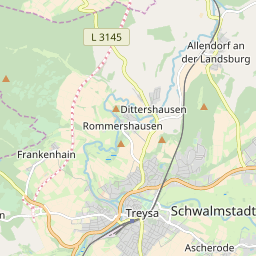 L 3145
Allendorf an
der Landsburg
Dittershausen
Rommershausen
Frankenhain
Treysa
Schwalmstadt
Ascherode